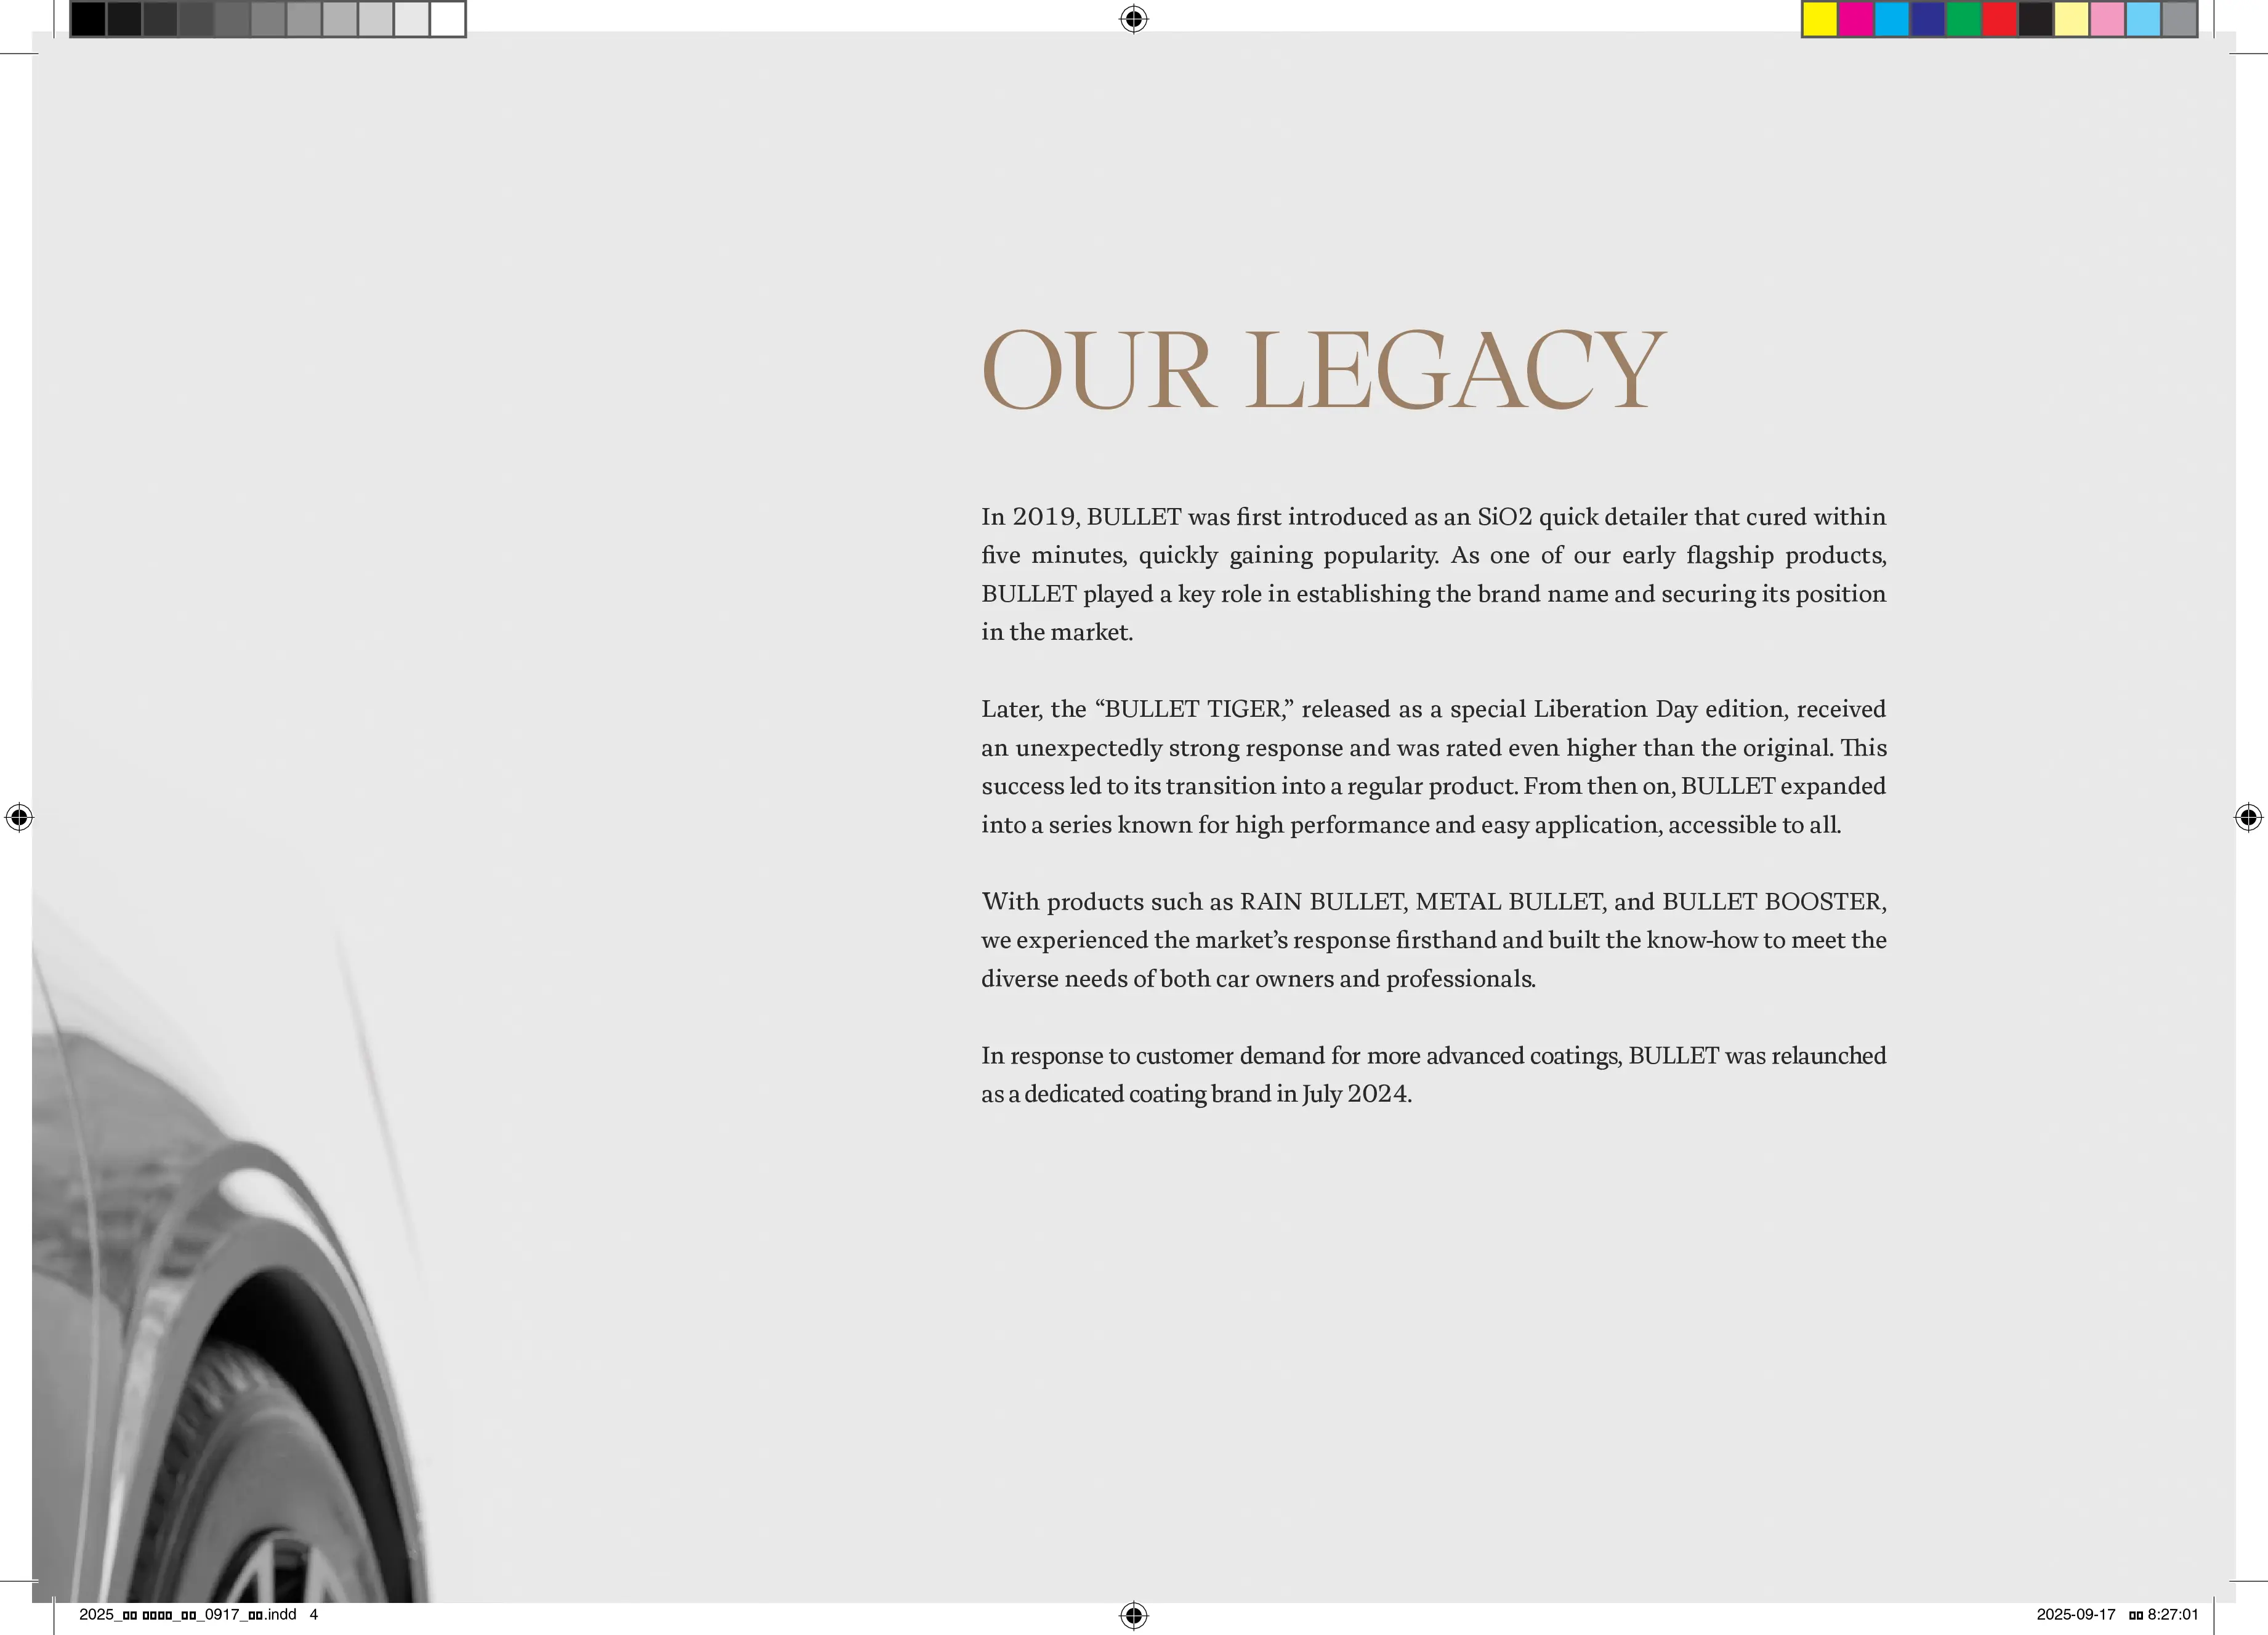 OUR LEGACY
In 2019, BULLET was first introduced as an SiO2 quick detailer that cured within
five minutes, quickly gaining popularity. As one of our early flagship products,
BULLET played a key role in establishing the brand name and securing its position
in the market.
Later, the “BULLET TIGER,” released as a special Liberation Day edition, received
an unexpectedly strong response and was rated even higher than the original. This
success led to its transition into a regular product. From then on, BULLET expanded
into a series known for high performance and easy application, accessible to all.
With products such as RAIN BULLET, METAL BULLET, and BULLET BOOSTER,
we experienced the market’s response firsthand and built the know-how to meet the
diverse needs of both car owners and professionals.
In response to customer demand for more advanced coatings, BULLET was relaunched
as a dedicated coating brand in July 2024.
2025_ _ _0917_ .indd 4
2025-09-17 8:27:01